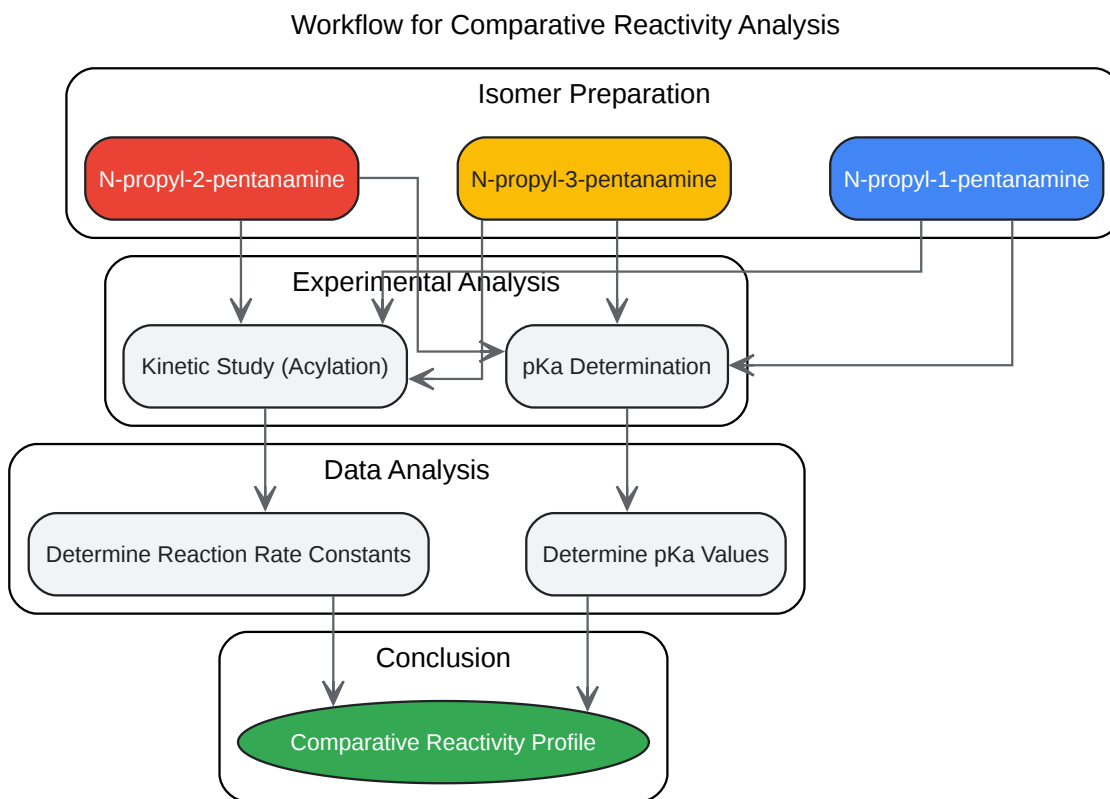 Workflow for Comparative Reactivity Analysis
Isomer Preparation
N-propyl-2-pentanamine
N-propyl-3-pentanamine
N-propyl-1-pentanamine
Experimental Analysis
Kinetic Study (Acylation)
pKa Determination
Data Analysis
Determine Reaction Rate Constants
Determine pKa Values
Conclusion
Comparative Reactivity Profile